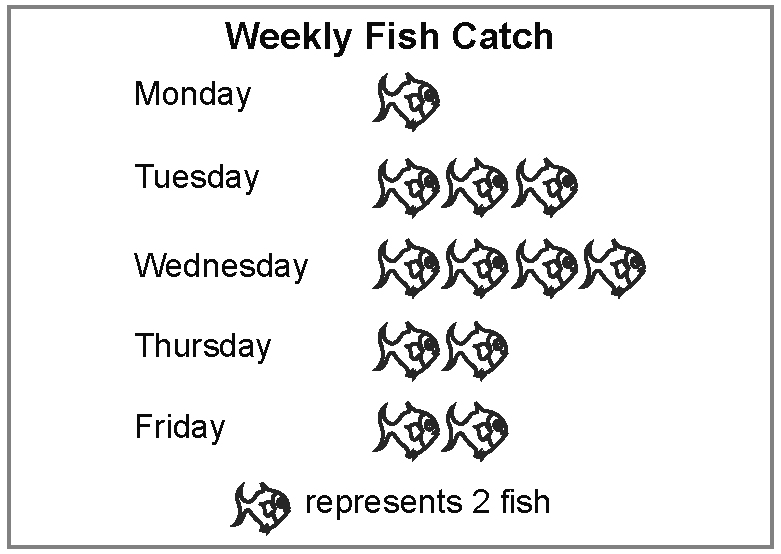 Weekly Fish Catch
Monday
Tuesday
Wednesday
Thursday
Friday
represents 2 fish